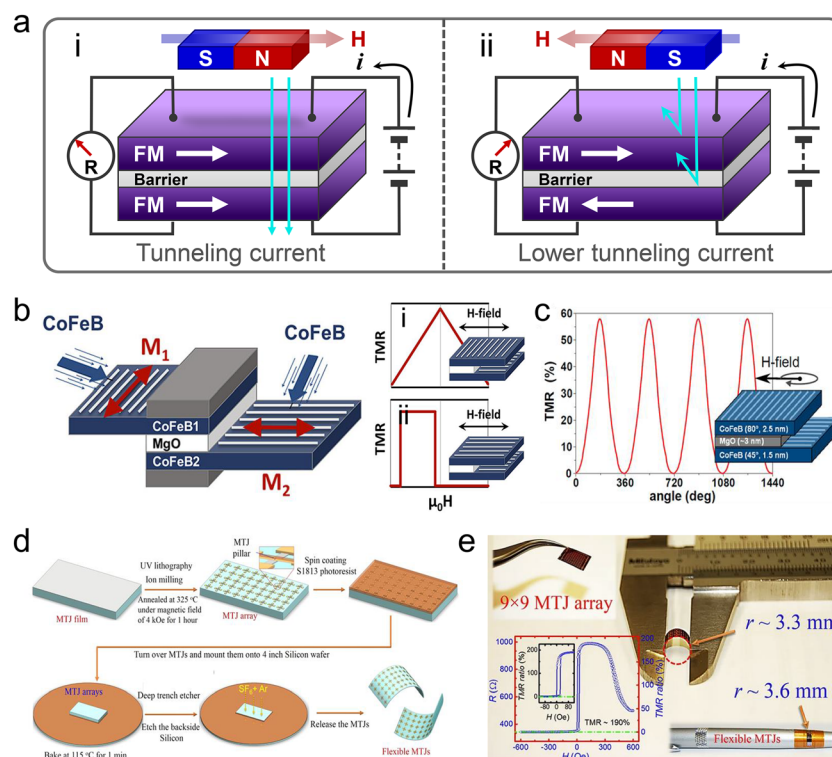 a
i
S N
H
i
R
FM
Barrier
FM
Tunneling current
ii
H
N S
i
R
FM
Barrier
FM
Lower tunneling current
b
CoFeB
M1
CoFeB
CoFeB1
MgO
CoFeB2
M2
i
TMR
H-field
ii
TMR
H-field
μ0H
c
TMR (%)
60
50
40
30
20
10
0
0 360 720 1080 1440
angle (deg)
H-field
CoFeB (80°, 2.5 nm)
MgO (~3 nm)
CoFeB (45°, 1.5 nm)
d
MTJ film
UV lithography
Ion milling
Annealed at 325 °C
under magnetic field
of 4 kOe for 1 hour
MTJ
pillar
MTJ array
Spin coating
S1813 photoresist
Turn over MTJs and mount them onto 4 inch Silicon wafer
MTJ arrays
Bake at 115 °C for 1 min
Deep trench etcher
Etch the backside
Silicon
SF6+ Ar
Release the MTJs
Flexible MTJs
e
9×9 MTJ array
r ~ 3.3 mm
r ~ 3.6 mm
Flexible MTJs
R (Ω)
1000
800
600
400
TMR ratio (%)
200
150
100
50
0
TMR ratio (%)
200
150
100
50
0
0 80
H (Oe)
TMR ~ 190%
-600 -300 0 300 600
H (Oe)